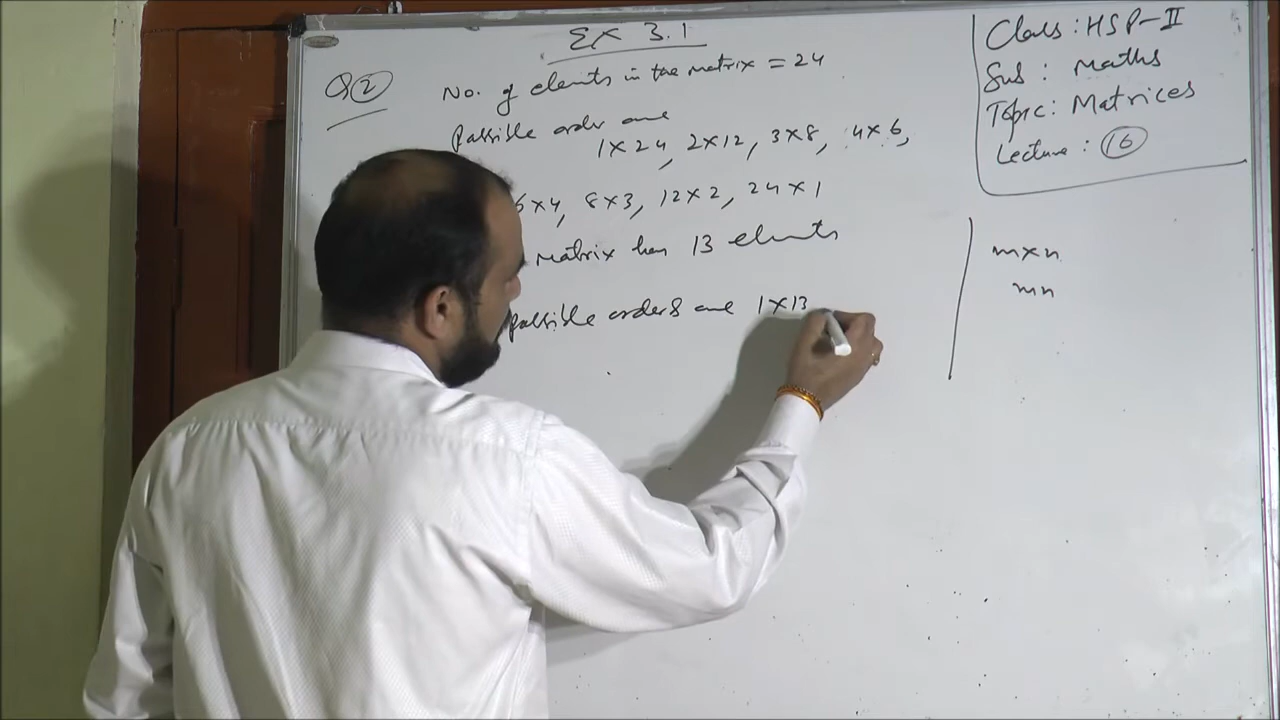 Ex 3.1
Q2
No. of elements in the matrix = 24
Possible order are
1×24, 2×12, 3×8, 4×6,
6×4, 8×3, 12×2, 24×1
matrix has 13 elements
possible orders are 1×13
Class: HSP-II
Sub: Maths
Topic: Matrices
Lecture: 16
m×n
mn